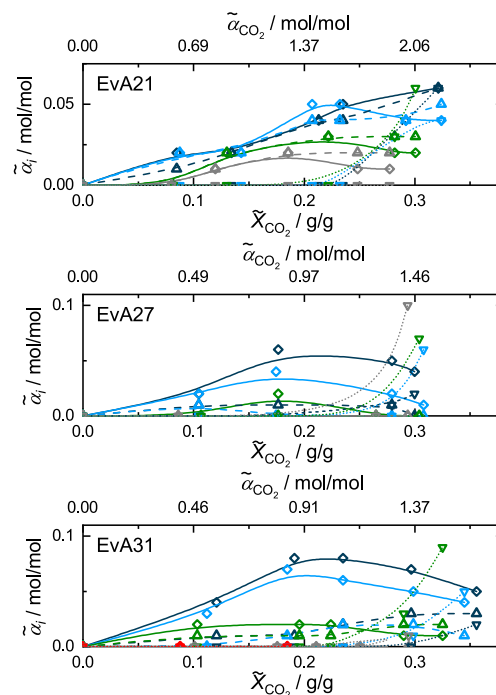 α̃CO₂ / mol/mol
0.00 0.69 1.37 2.06
EvA21
0.05
0.00
α̃ᵢ / mol/mol
0.0 0.1 0.2 0.3
X̃CO₂ / g/g
α̃CO₂ / mol/mol
0.00 0.49 0.97 1.46
EvA27
0.1
0.0
α̃ᵢ / mol/mol
0.0 0.1 0.2 0.3
X̃CO₂ / g/g
α̃CO₂ / mol/mol
0.00 0.46 0.91 1.37
EvA31
0.1
0.0
α̃ᵢ / mol/mol
0.0 0.1 0.2 0.3
X̃CO₂ / g/g